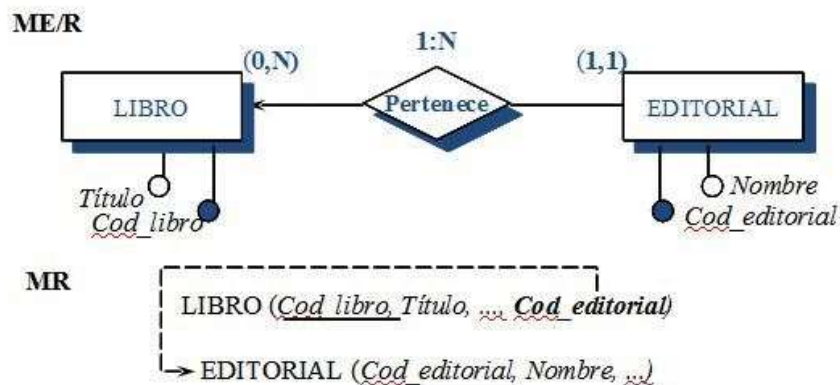 ME/R
1:N
(0,N)
(1,1)
LIBRO
Pertenece
EDITORIAL
Título
Cod_libro
Nombre
Cod_editorial
MR
LIBRO (Cod_libro, Título, ..., Cod_editorial)
EDITORIAL (Cod_editorial, Nombre, ...)